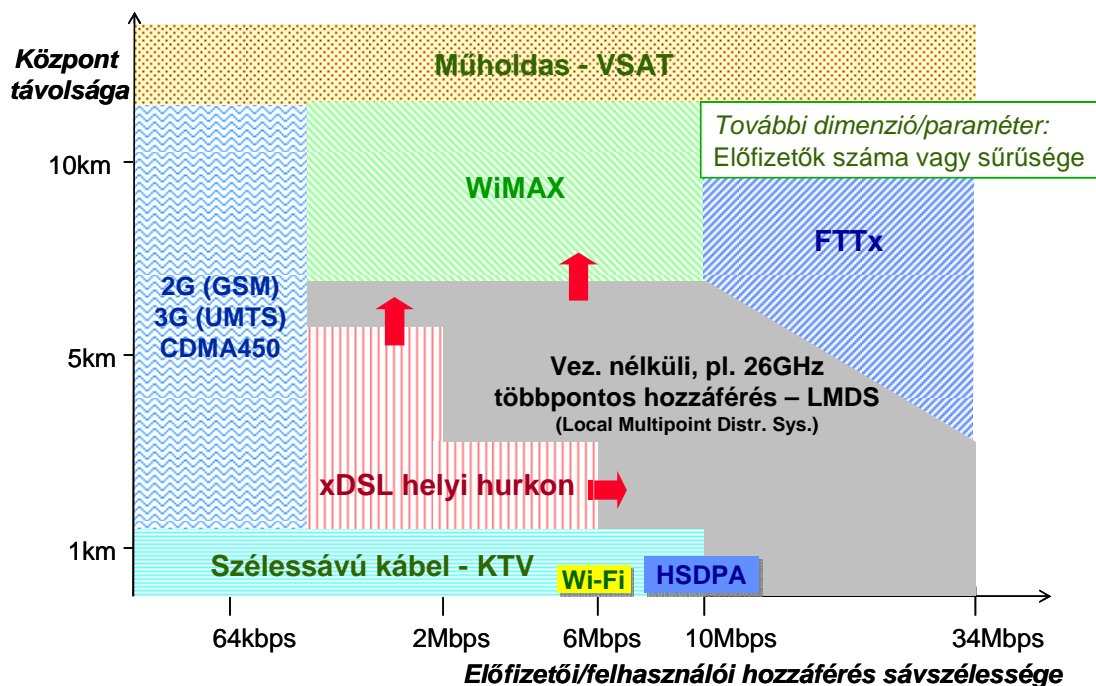 Központ
távolsága
Műholdas - VSAT
További dimenzió/paraméter:
Előfizetők száma vagy sűrűsége
10km
WiMAX
FTTx
2G (GSM)
3G (UMTS)
CDMA450
5km
Vez. nélküli, pl. 26GHz
többpontos hozzáférés – LMDS
(Local Multipoint Distr. Sys.)
xDSL helyi hurkon
1km
Szélessávú kábel - KTV
Wi-Fi
HSDPA
64kbps
2Mbps
6Mbps
10Mbps
34Mbps
Előfizetői/felhasználói hozzáférés sávszélessége